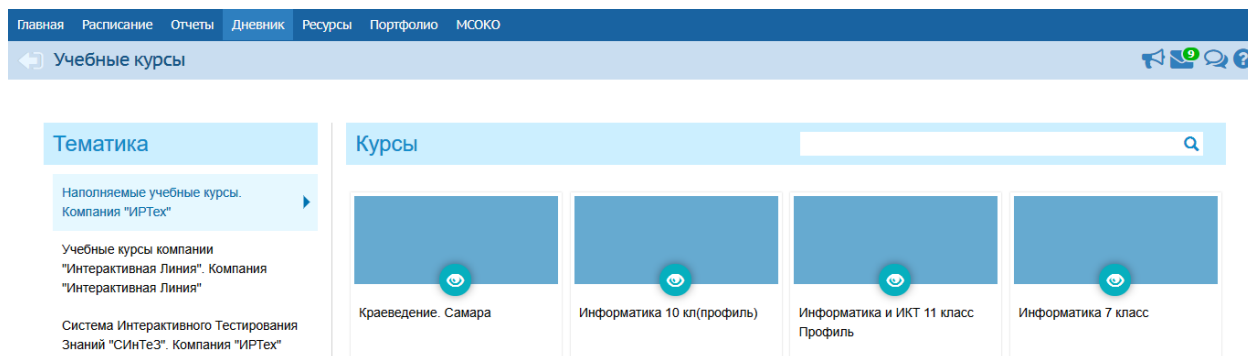 Главная Расписание Отчеты Дневник Ресурсы Портфолио МСОКО
Учебные курсы
9
?
Тематика
Наполняемые учебные курсы.
Компания "ИРТех"
Учебные курсы компании
"Интерактивная Линия". Компания
"Интерактивная Линия"
Система Интерактивного Тестирования
Знаний "СИнТеЗ". Компания "ИРТех"
Курсы
Краеведение. Самара
Информатика 10 кл(профиль)
Информатика и ИКТ 11 класс
Профиль
Информатика 7 класс